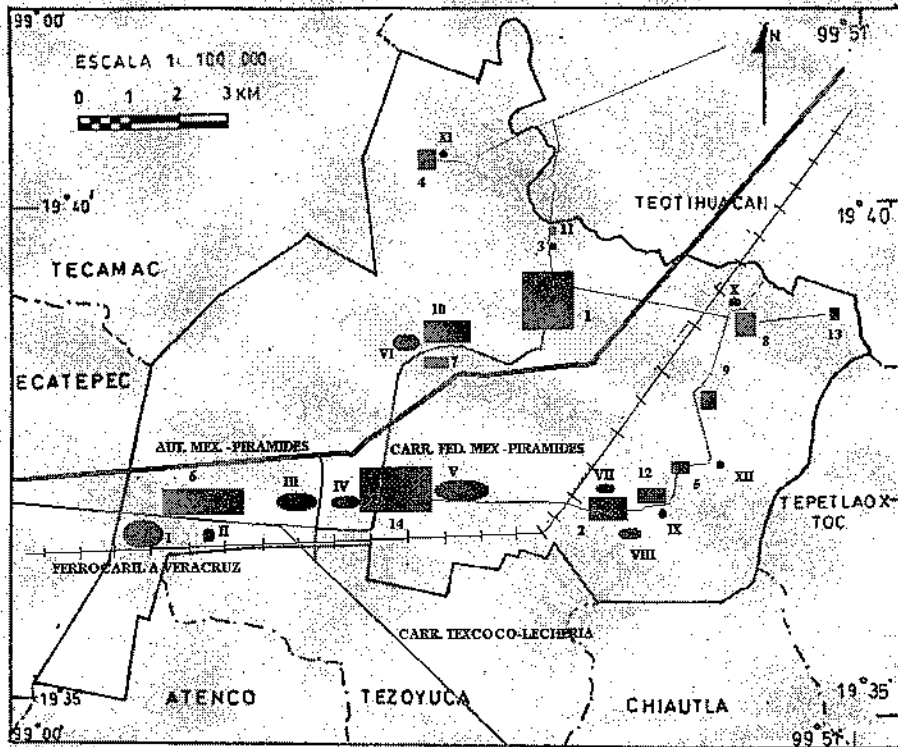 99° 00'
99° 51'
N
ESCALA 1: 100 000
0 1 2 3 KM
XI
4
19° 40'
TEOTIHUACAN
19° 40
II
3
TECAMAC
X
10
1
8
13
VI
7
ECATEPEC
9
AUT. MEX. -PIRAMIDES
CARR. FED. MEX -PIRAMIDES
6
III
IV
V
VII
12
5
XII
TEPETLAOX
TOC
I
II
14
2
IX
VIII
FERROCARIL A VERACRUZ
CARR. TEXCOCO-LECHERIA
19° 35
ATENCO
TEZOYUCA
CHIAUTLA
19° 35'
99° 00'
99° 51'